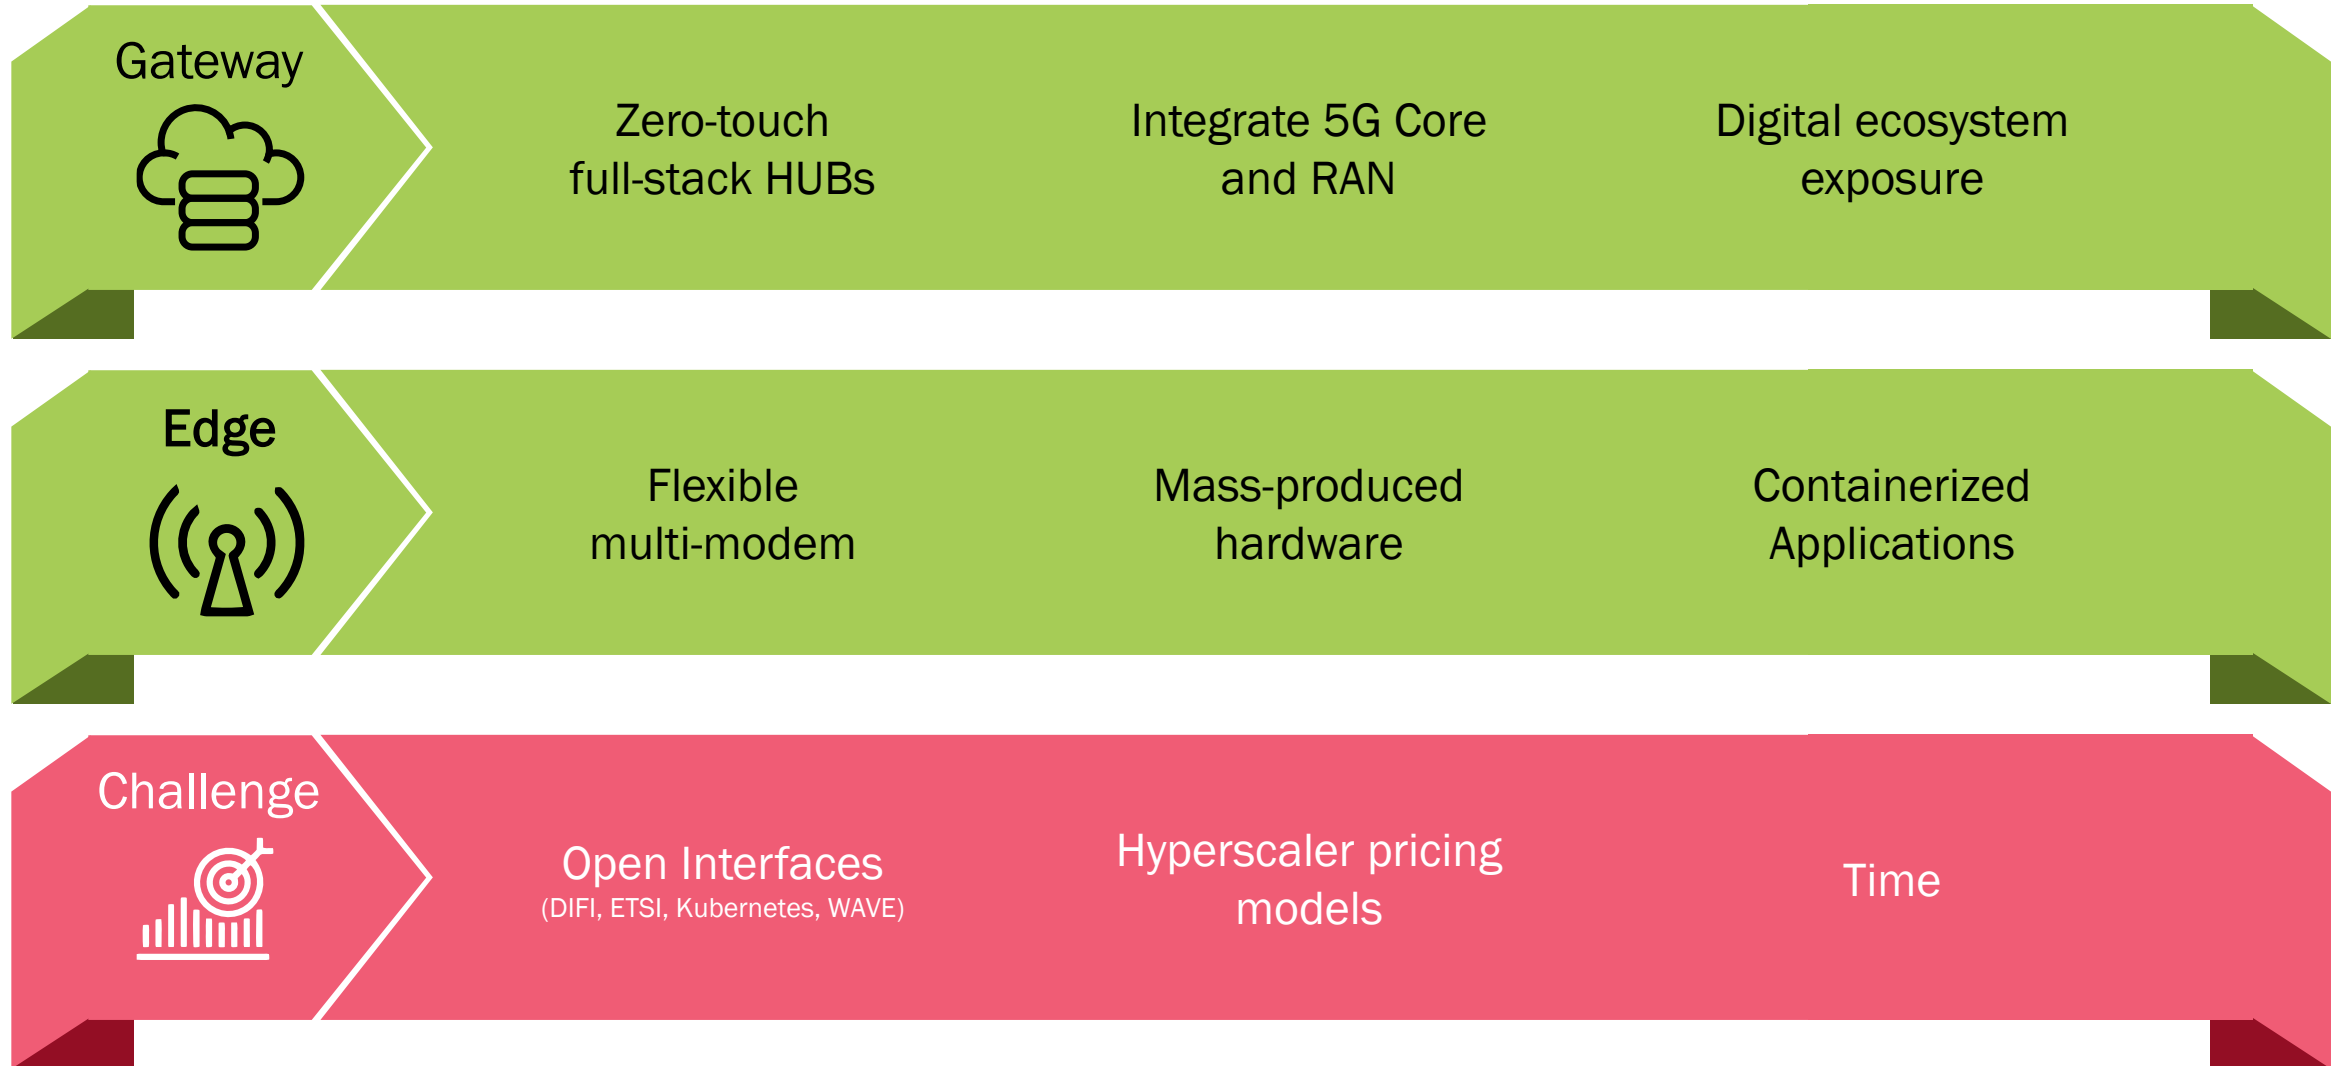 Gateway
Zero-touch
full-stack HUBs
Integrate 5G Core
and RAN
Digital ecosystem
exposure
Edge
Flexible
multi-modem
Mass-produced
hardware
Containerized
Applications
Challenge
Open Interfaces
(DIFI, ETSI, Kubernetes, WAVE)
Hyperscaler pricing
models
Time